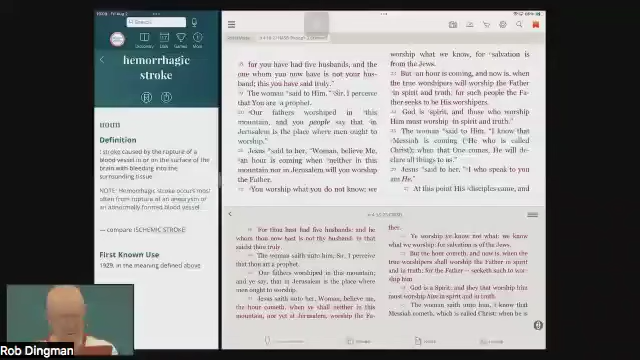 Search
Dictionary
Games
More
hemorrhagic
stroke
noun
Definition
: stroke caused by the rupture of a
blood vessel in or on the surface of the
brain with bleeding into the
surrounding tissue
NOTE: Hemorrhagic stroke occurs most
often from rupture of an aneurysm or
an abnormally formed blood vessel.
— compare ISCHEMIC STROKE
First Known Use
1929, in the meaning defined above
for you have had five husbands, and
the one whom you now have is not your hus-
band; this you have said truly."
The woman said to Him, "Sir, I perceive
that You are a prophet.
Our fathers worshiped in this
mountain, and you people say that in
Jerusalem is the place where men ought to
worship."
Jesus said to her, "Woman, believe Me,
an hour is coming when neither in this
mountain nor in Jerusalem will you worship
the Father.
You worship what you do not know; we
worship what we know, for salvation is
from the Jews.
But an hour is coming, and now is, when
the true worshipers will worship the Father
in spirit and truth; for such people the Fa-
ther seeks to be His worshipers.
God is spirit, and those who worship
Him must worship in spirit and truth."
The woman said to Him, "I know that
Messiah is coming (He who is called
Christ); when that One comes, He will de-
clare all things to us."
Jesus said to her, "I who speak to you
am He."
At this point His disciples came, and
For thou hast had five husbands; and he
whom thou now hast is not thy husband: in that
saidst thou truly.
The woman saith unto him, Sir, I perceive
that thou art a prophet.
Our fathers worshipped in this mountain;
and ye say, that in Jerusalem is the place where
men ought to worship.
Jesus saith unto her, Woman, believe me,
the hour cometh, when ye shall neither in this
mountain, nor yet at Jerusalem, worship the Fa-
ther.
Ye worship ye know not what: we know
what we worship: for salvation is of the Jews.
But the hour cometh, and now is, when the
true worshippers shall worship the Father in spirit
and in truth: for the Father seeketh such to wor-
ship him.
God is a Spirit: and they that worship him
must worship him in spirit and in truth.
The woman saith unto him, I know that
Messias cometh, which is called Christ: when he is
Rob Dingman